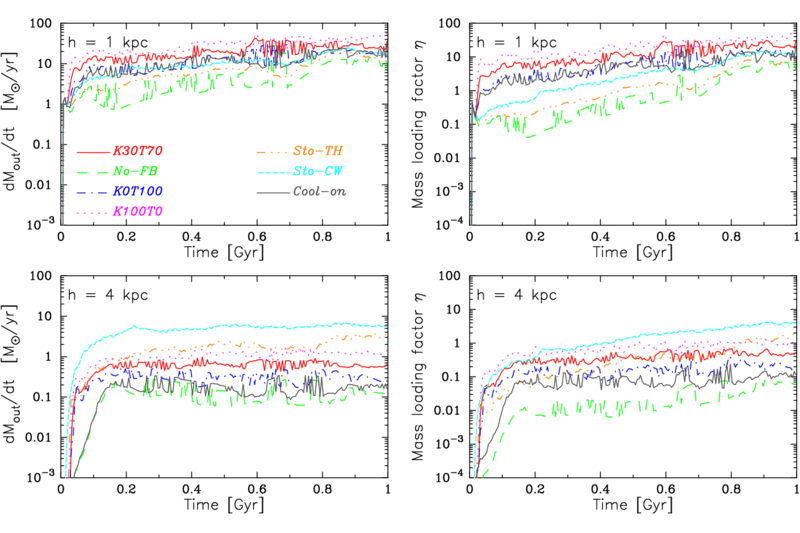 h = 1 kpc
dM_out/dt [M_⊙/yr]
100
10
1
0.1
0.01
10^−3
K30T70
No-FB
K0T100
K100T0
Sto-TH
Sto-CW
Cool-on
0 0.2 0.4 0.6 0.8 1
Time [Gyr]
h = 1 kpc
Mass loading factor η
100
10
1
0.1
0.01
10^−3
10^−4
0 0.2 0.4 0.6 0.8 1
Time [Gyr]
h = 4 kpc
dM_out/dt [M_⊙/yr]
100
10
1
0.1
0.01
10^−3
0 0.2 0.4 0.6 0.8 1
Time [Gyr]
h = 4 kpc
Mass loading factor η
100
10
1
0.1
0.01
10^−3
10^−4
0 0.2 0.4 0.6 0.8 1
Time [Gyr]